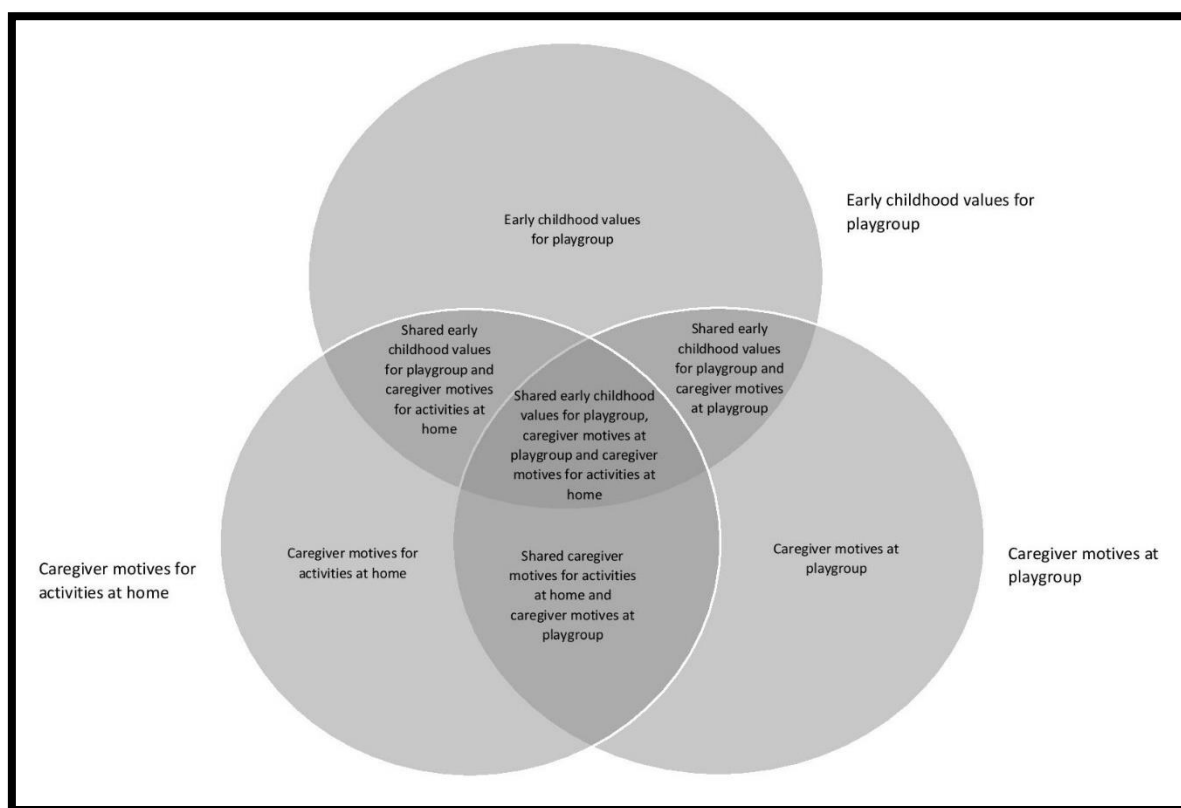 Early childhood values for
playgroup
Early childhood values
for playgroup
Shared early
childhood values
for playgroup and
caregiver motives
for activities at
home
Shared early
childhood values
for playgroup and
caregiver motives
at playgroup
Shared early childhood
values for playgroup,
caregiver motives at
playgroup and caregiver
motives for activities at
home
Caregiver motives for
activities at home
Caregiver motives for
activities at home
Shared caregiver
motives for activities
at home and
caregiver motives at
playgroup
Caregiver motives at
playgroup
Caregiver motives at
playgroup